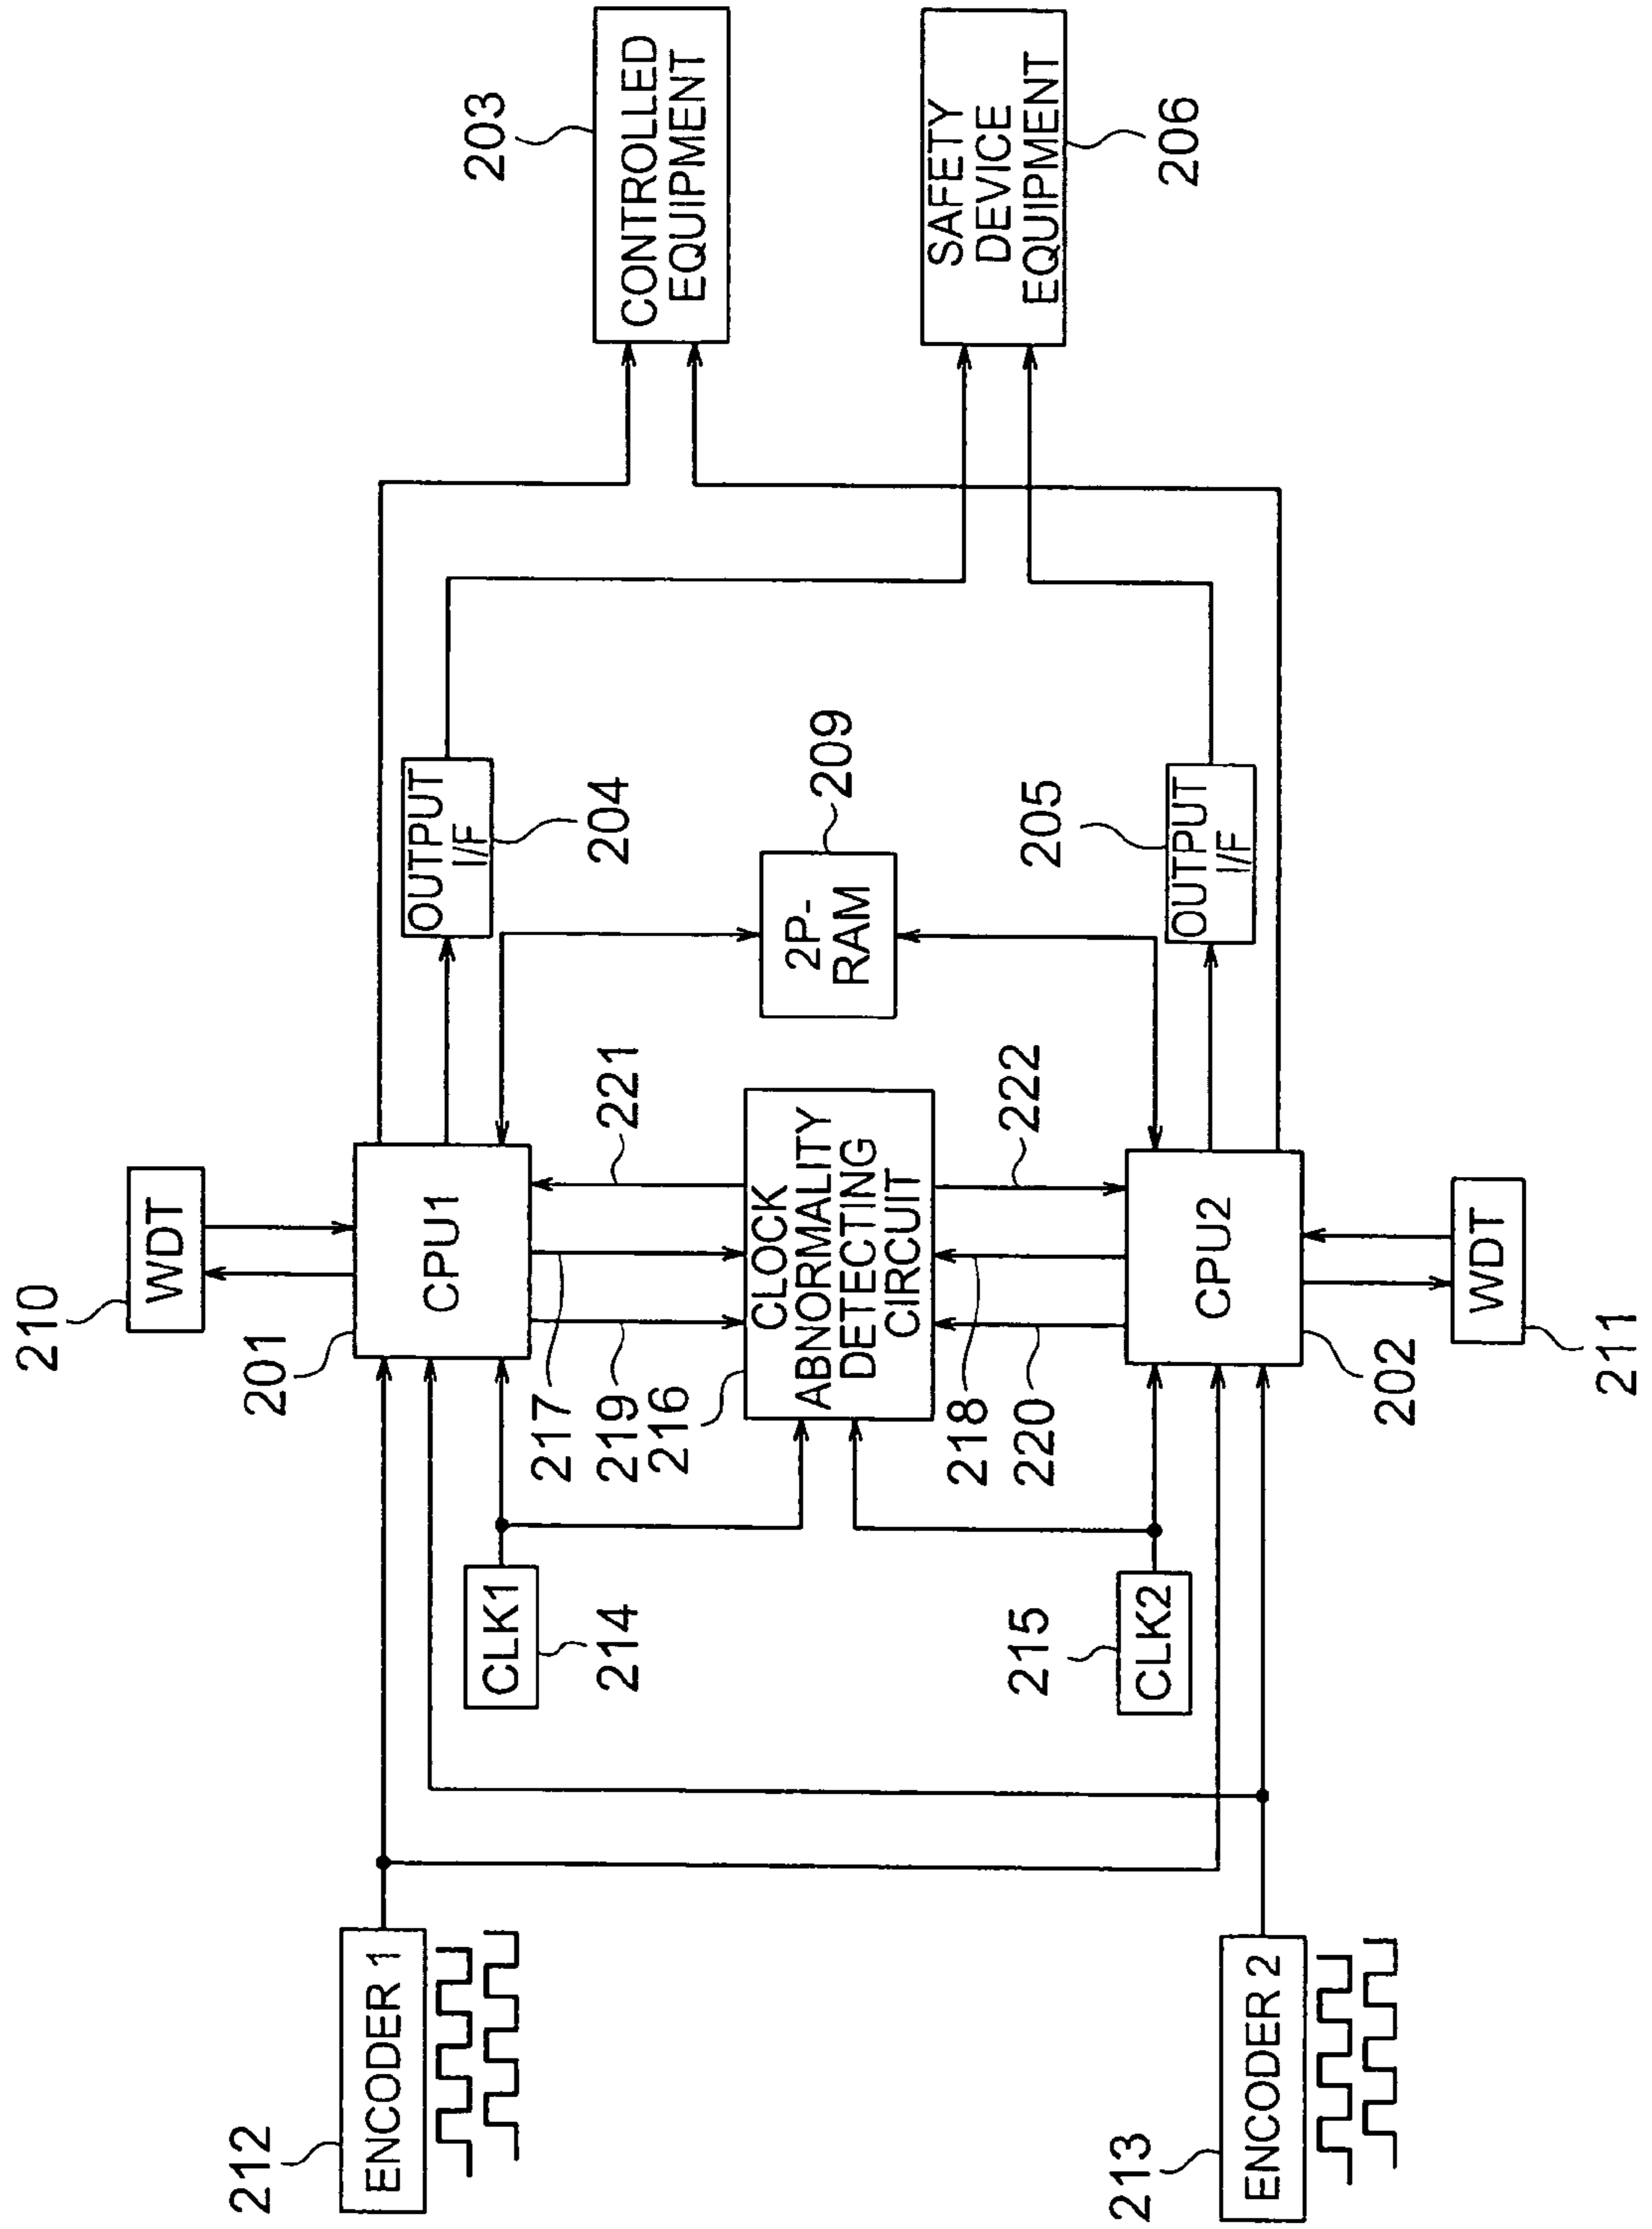 210
WDT
212
ENCODER 1
201
CPU1
OUTPUT
I/F
204
203
CONTROLLED
EQUIPMENT
CLK1
214
217
219
216
221
CLOCK
ABNORMALITY
DETECTING
CIRCUIT
2P-
RAM
209
SAFETY
DEVICE
EQUIPMENT
206
218
220
222
205
215
CLK2
CPU2
202
OUTPUT
I/F
213
ENCODER 2
WDT
211